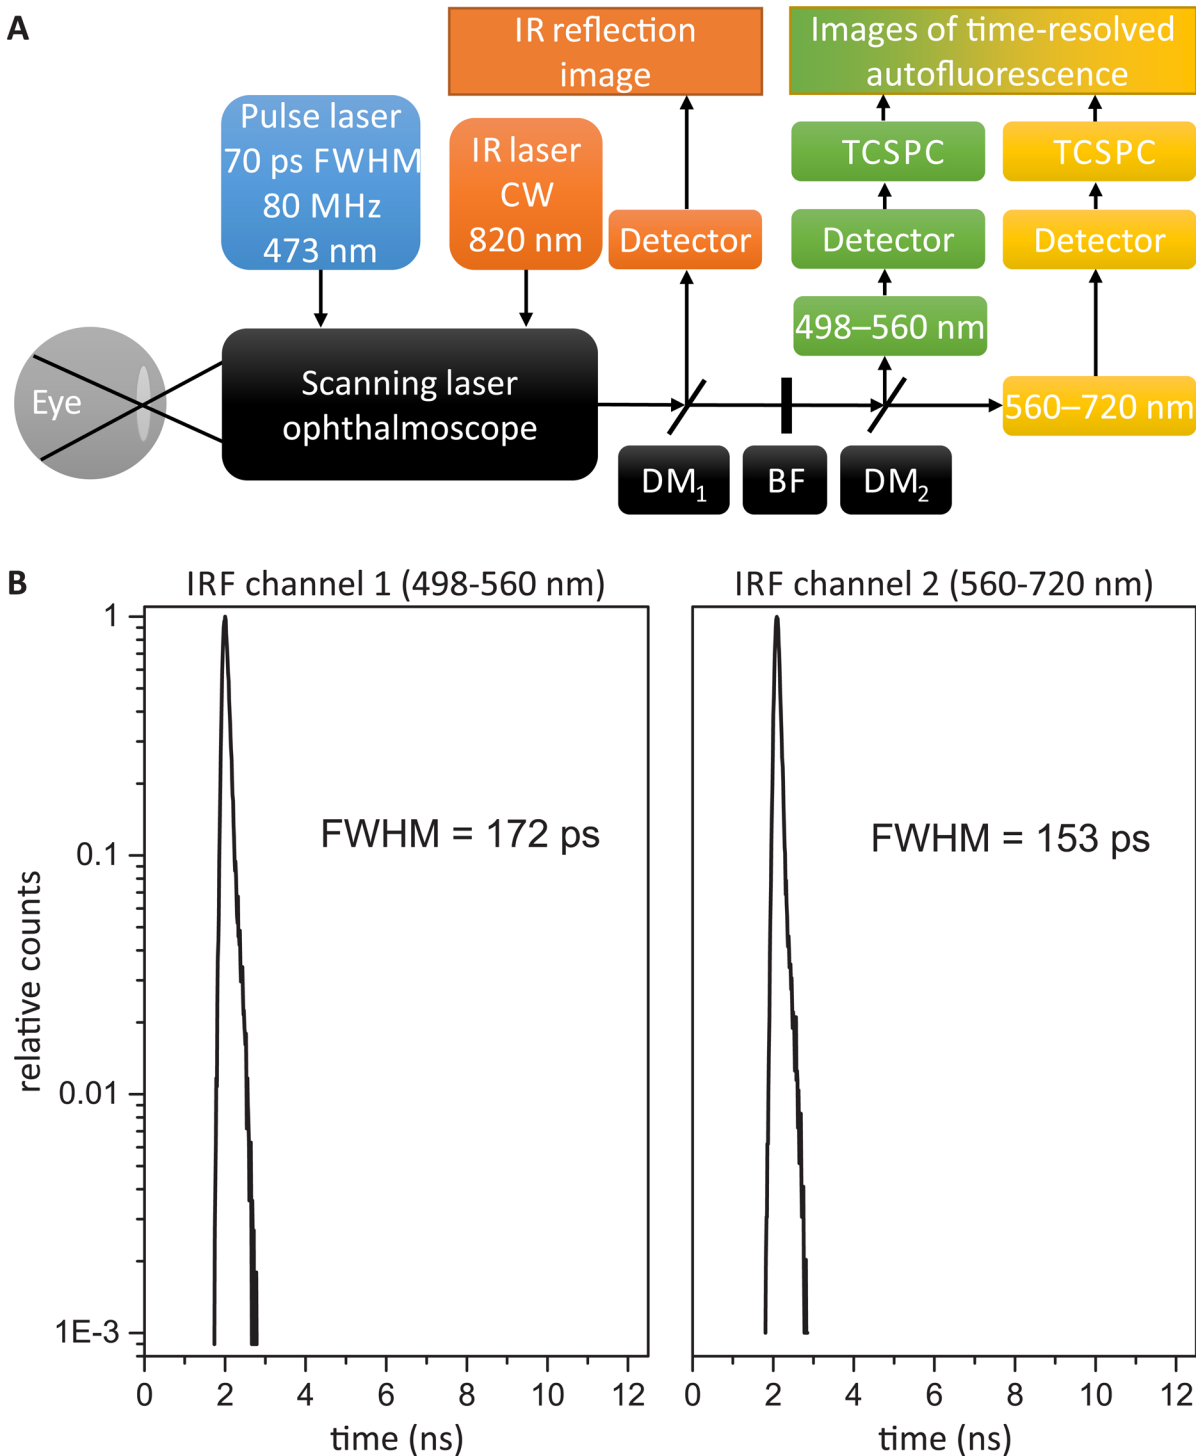 A
IR reflection
image
Images of time-resolved
autofluorescence
Pulse laser
70 ps FWHM
80 MHz
473 nm
IR laser
CW
820 nm
Detector
TCSPC
Detector
498–560 nm
TCSPC
Detector
560–720 nm
Eye
Scanning laser
ophthalmoscope
DM1
BF
DM2
B
IRF channel 1 (498-560 nm)
IRF channel 2 (560-720 nm)
1
0.1
0.01
1E-3
relative counts
FWHM = 172 ps
FWHM = 153 ps
0 2 4 6 8 10 12
0 2 4 6 8 10 12
time (ns)
time (ns)